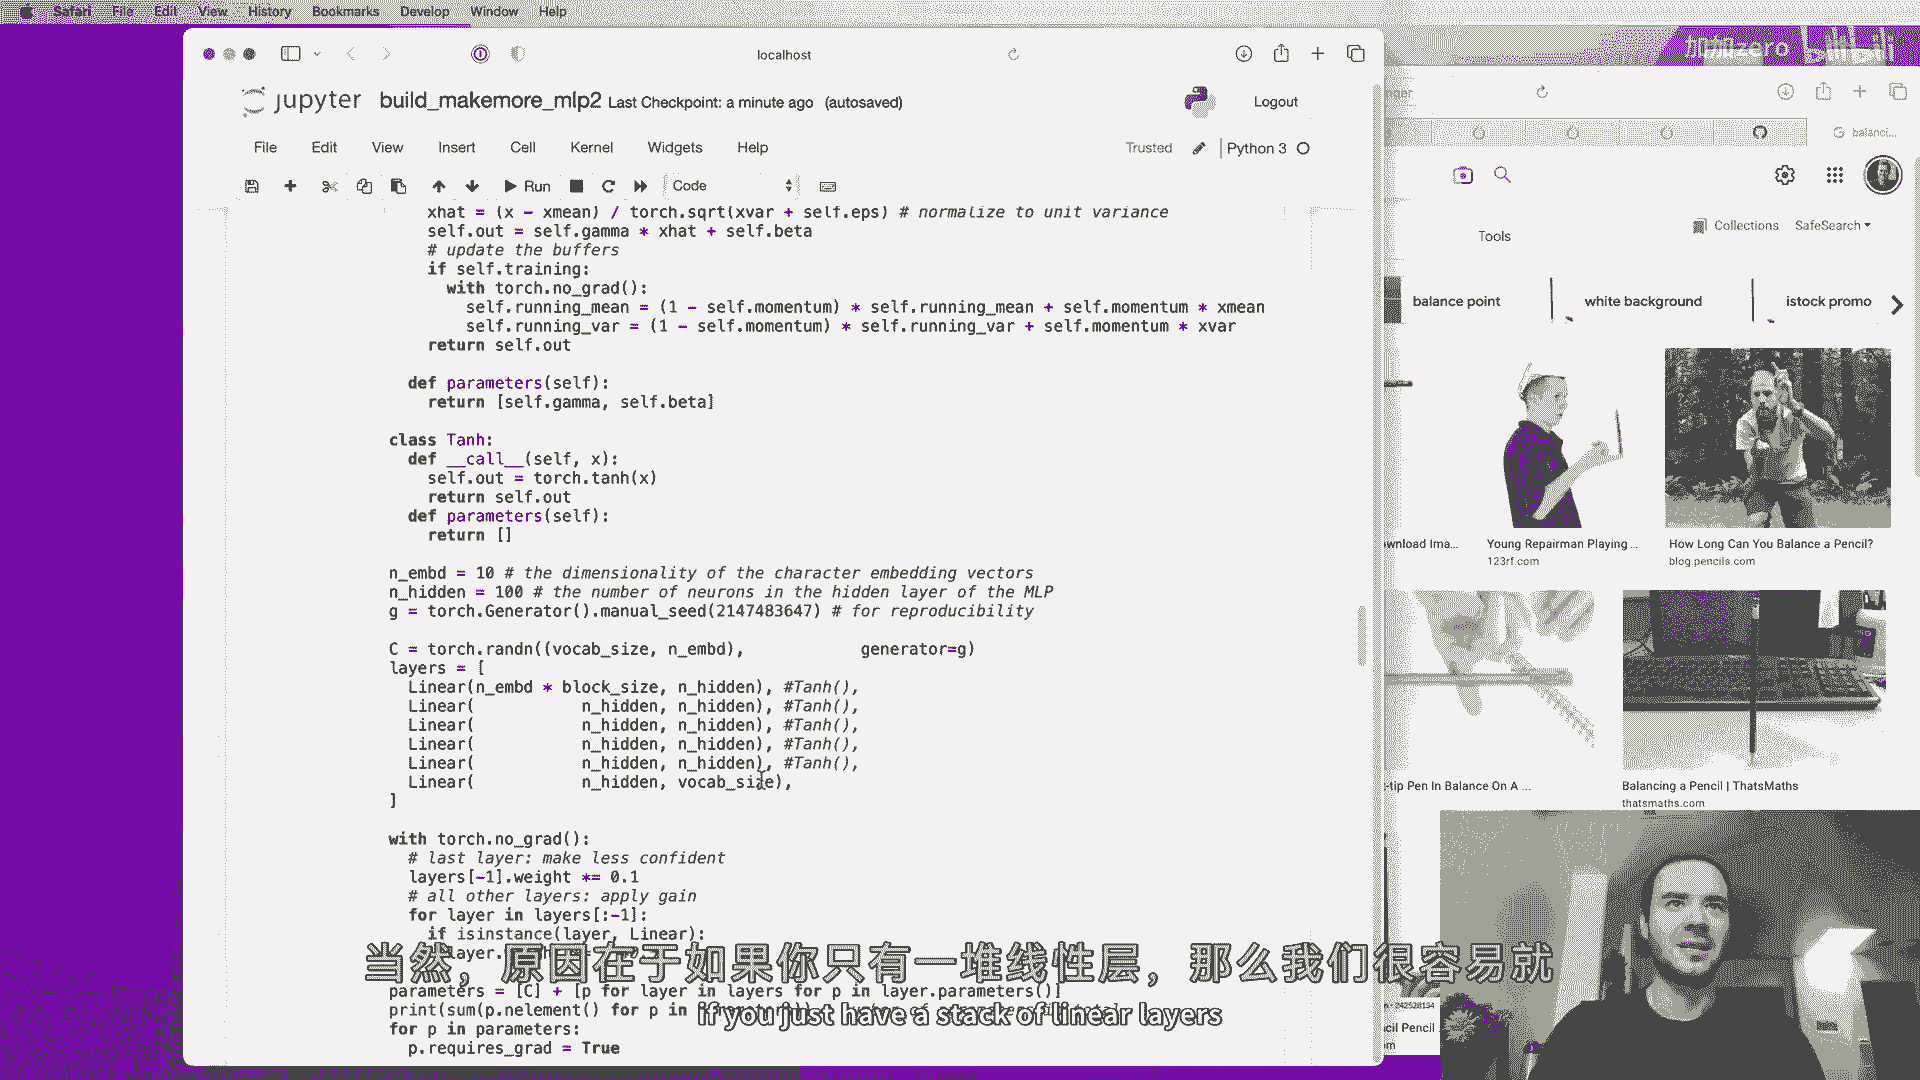 Safari File Edit View History Bookmarks Develop Window Help
localhost
加加zero bilibili
jupyter build_makemore_mlp2 Last Checkpoint: a minute ago (autosaved)
Logout
File Edit View Insert Cell Kernel Widgets Help
Trusted
Python 3
Run
Code
xhat = (x - xmean) / torch.sqrt(xvar + self.eps) # normalize to unit variance
self.out = self.gamma * xhat + self.beta
# update the buffers
if self.training:
with torch.no_grad():
self.running_mean = (1 - self.momentum) * self.running_mean + self.momentum * xmean
self.running_var = (1 - self.momentum) * self.running_var + self.momentum * xvar
return self.out
def parameters(self):
return [self.gamma, self.beta]
class Tanh:
def __call__(self, x):
self.out = torch.tanh(x)
return self.out
def parameters(self):
return []
n_embd = 10 # the dimensionality of the character embedding vectors
n_hidden = 100 # the number of neurons in the hidden layer of the MLP
g = torch.Generator().manual_seed(2147483647) # for reproducibility
C = torch.randn((vocab_size, n_embd), generator=g)
layers = [
Linear(n_embd * block_size, n_hidden), #Tanh(),
Linear( n_hidden, n_hidden), #Tanh(),
Linear( n_hidden, n_hidden), #Tanh(),
Linear( n_hidden, n_hidden), #Tanh(),
Linear( n_hidden, n_hidden), #Tanh(),
Linear( n_hidden, vocab_size),
]
with torch.no_grad():
# last layer: make less confident
layers[-1].weight *= 0.1
# all other layers: apply gain
for layer in layers[:-1]:
if isinstance(layer, Linear):
layer.
parameters = [C] + [p for layer in layers for p in layer.parameters()]
print(sum(p.nelement() for p in
for p in parameters:
p.requires_grad = True
当然，原因在于如果你只有一堆线性层，那么我们很容易就
if you just have a stack of linear layers
balanci...
Tools
Collections
SafeSearch
balance point
white background
istock promo
wnload Ima...
Young Repairman Playing ...
123rf.com
How Long Can You Balance a Pencil?
blog.pencils.com
-tip Pen In Balance On A ...
Balancing a Pencil | ThatsMaths
thatsmaths.com
cil Pencil